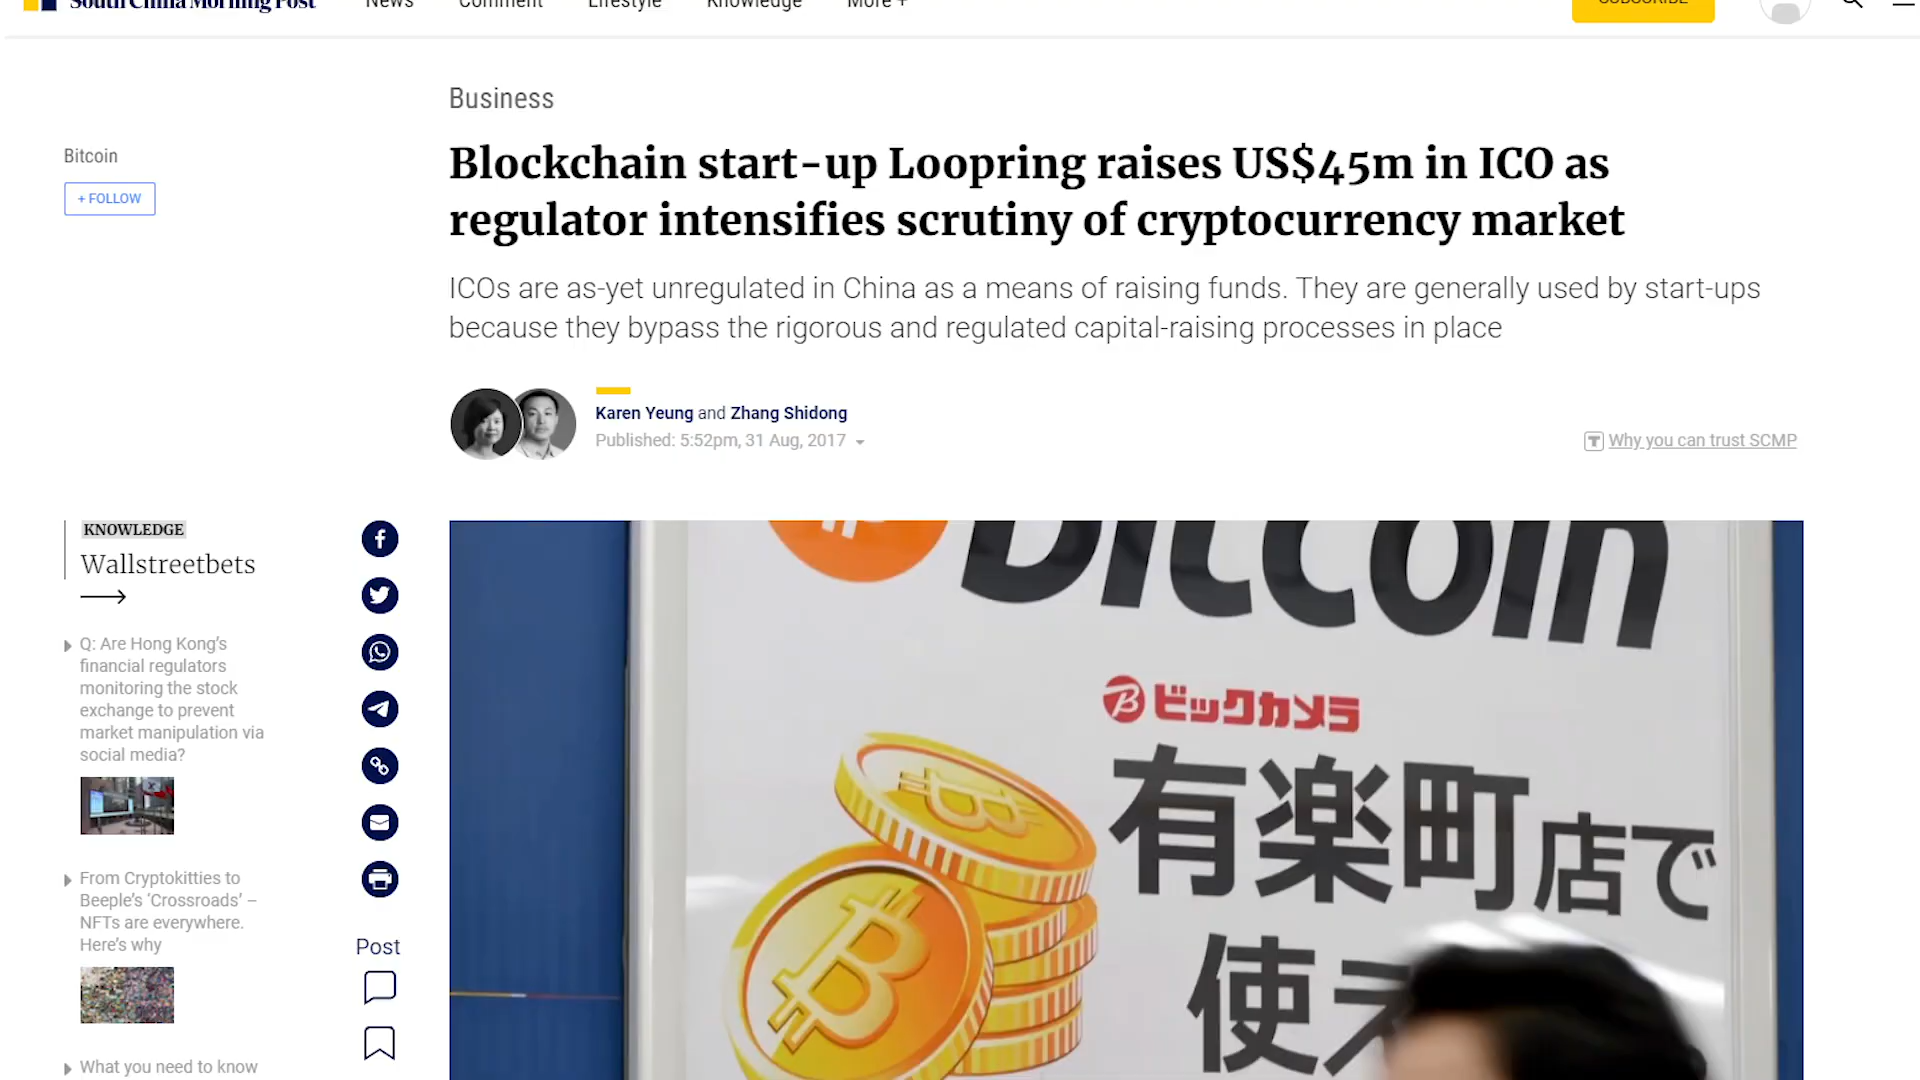 South China Morning Post
News
Comment
Lifestyle
Knowledge
More +
SUBSCRIBE
Business
Bitcoin
+ FOLLOW
Blockchain start-up Loopring raises US$45m in ICO as
regulator intensifies scrutiny of cryptocurrency market
ICOs are as-yet unregulated in China as a means of raising funds. They are generally used by start-ups
because they bypass the rigorous and regulated capital-raising processes in place
Karen Yeung and Zhang Shidong
Published: 5:52pm, 31 Aug, 2017
Why you can trust SCMP
KNOWLEDGE
Wallstreetbets
Q: Are Hong Kong's
financial regulators
monitoring the stock
exchange to prevent
market manipulation via
social media?
From Cryptokitties to
Beeple's ‘Crossroads’ –
NFTs are everywhere.
Here's why
What you need to know
Post
Bitcoin
ビックカメラ
有楽町店で
使え